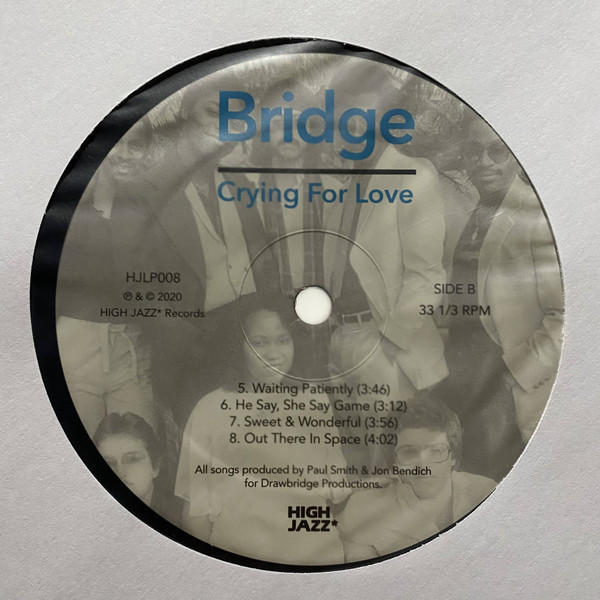 Bridge
Crying For Love
HJLP008
℗ & © 2020
HIGH JAZZ* Records
SIDE B
33 1/3 RPM
5. Waiting Patiently (3:46)
6. He Say, She Say Game (3:12)
7. Sweet & Wonderful (3:56)
8. Out There In Space (4:02)
All songs produced by Paul Smith & Jon Bendich
for Drawbridge Productions.
HIGH
JAZZ*